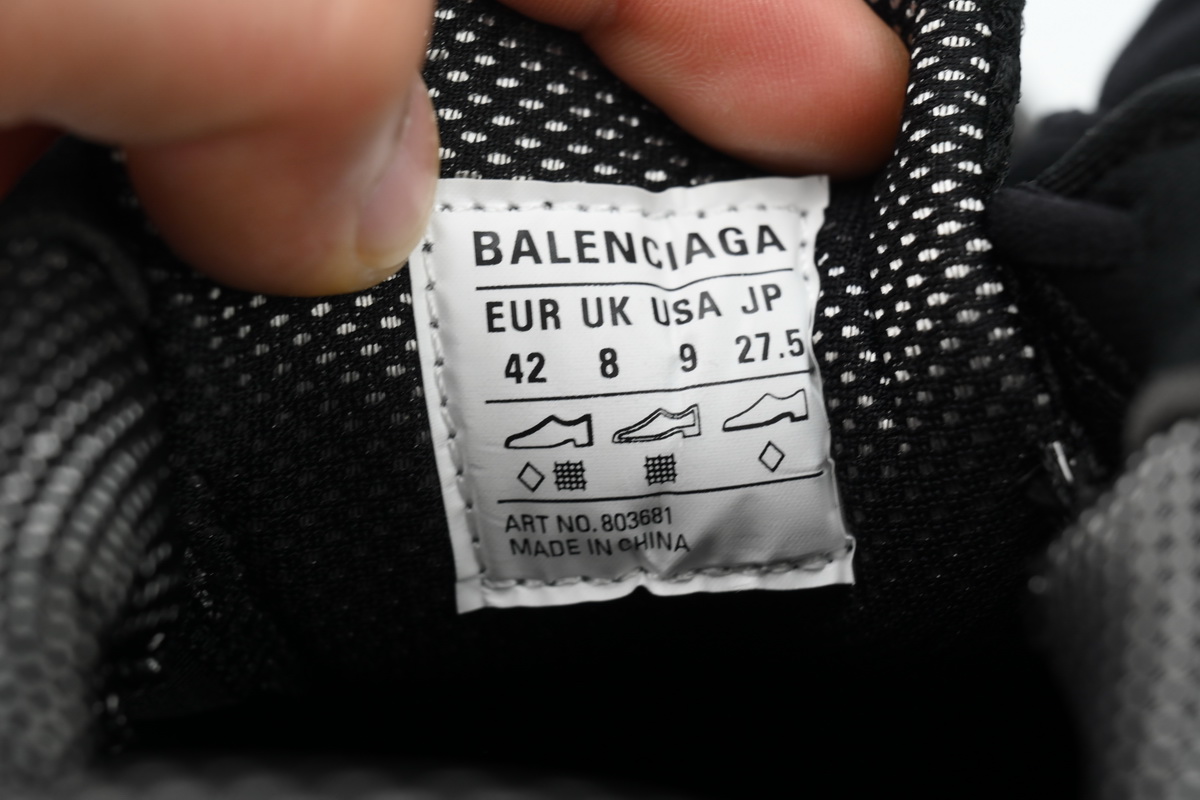 BALENCIAGA
EUR UK USA JP
42 8 9 27.5
ART NO. 803681
MADE IN CHINA